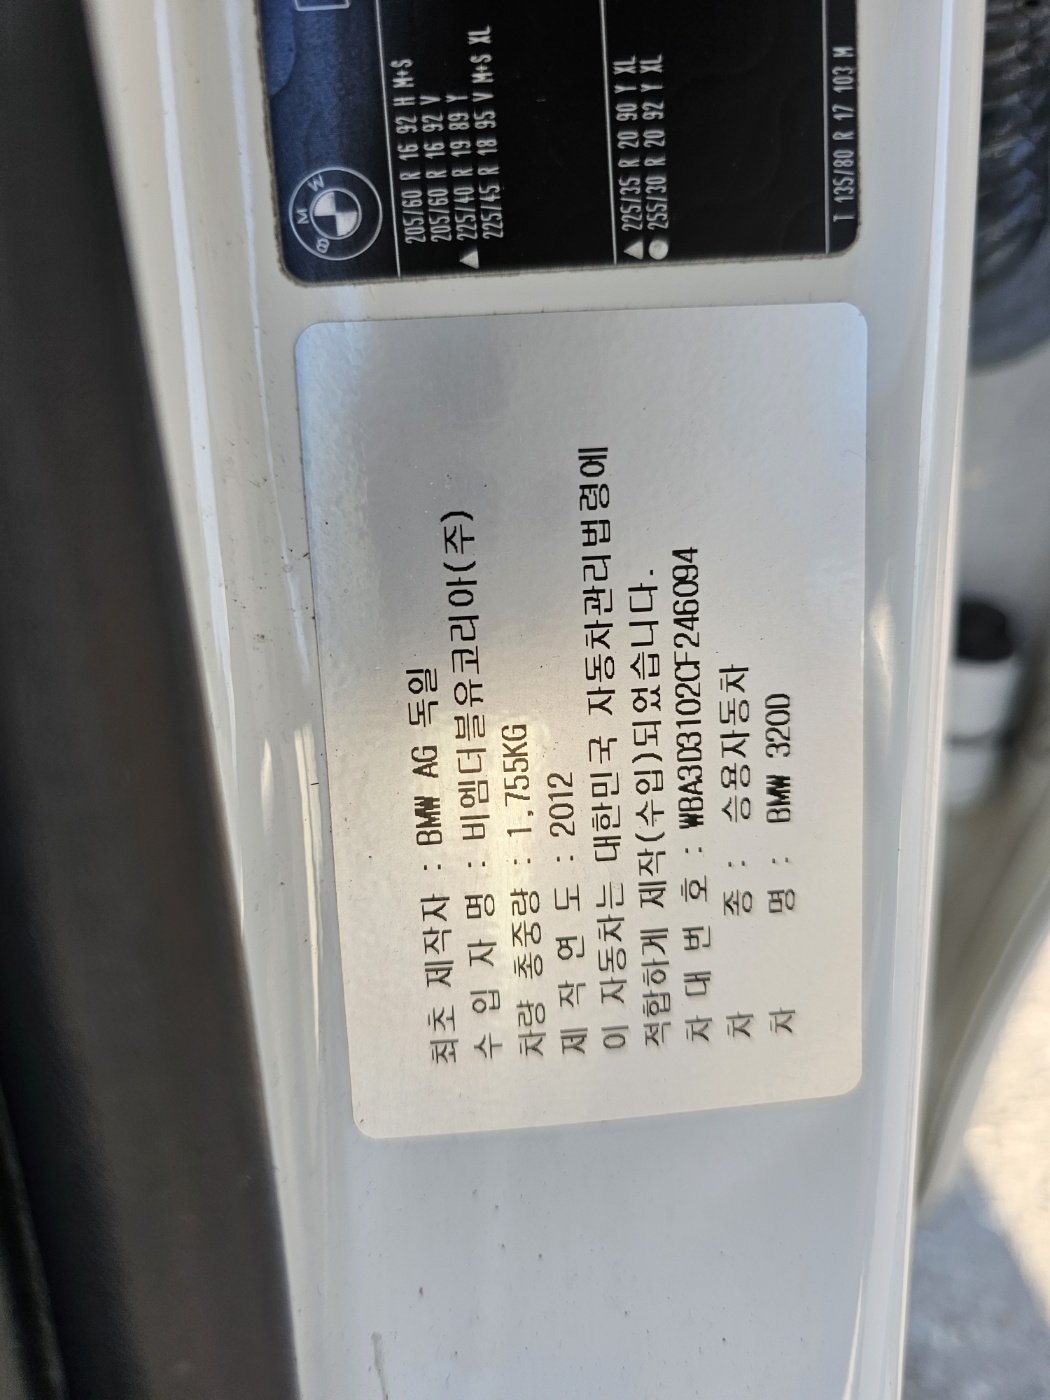 BMW
205/60 R 16 92 H M+S
205/60 R 16 92 V
▲ 225/40 R 19 89 Y
225/45 R 18 95 V M+S XL
▲ 225/35 R 20 90 Y XL
● 255/30 R 20 92 Y XL
T 135/80 R 17 103 M
최초 제작자 : BMW AG 독일
수 입 자 명 : 비엠더블유코리아(주)
차량 총중량 : 1,755KG
제 작 연 도 : 2012
이 자동차는 대한민국 자동차관리법령에
적합하게 제작(수입)되었습니다.
차 대 번 호 : WBA3D3102CF246094
차 종 : 승용자동차
차 명 : BMW 320D